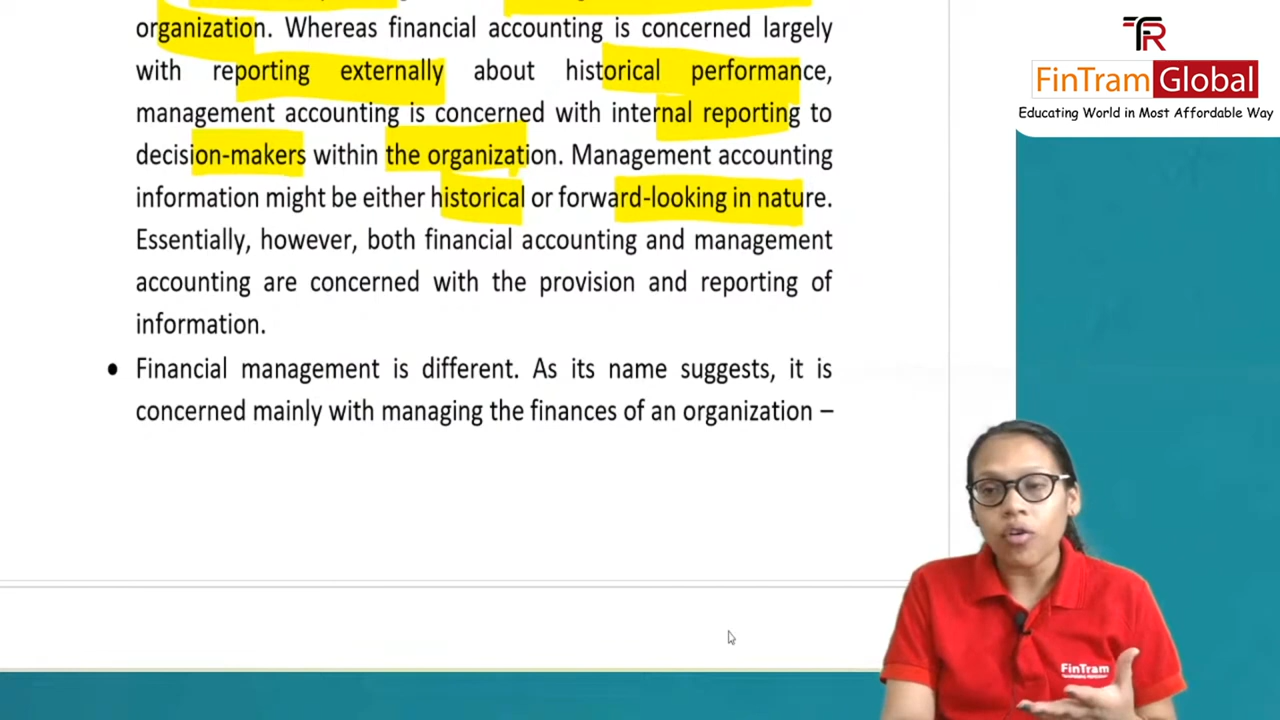 organization. Whereas financial accounting is concerned largely
with reporting externally about historical performance,
management accounting is concerned with internal reporting to
decision-makers within the organization. Management accounting
information might be either historical or forward-looking in nature.
Essentially, however, both financial accounting and management
accounting are concerned with the provision and reporting of
information.
• Financial management is different. As its name suggests, it is
concerned mainly with managing the finances of an organization –
TR
FinTram Global
Educating World in Most Affordable Way
FinTram